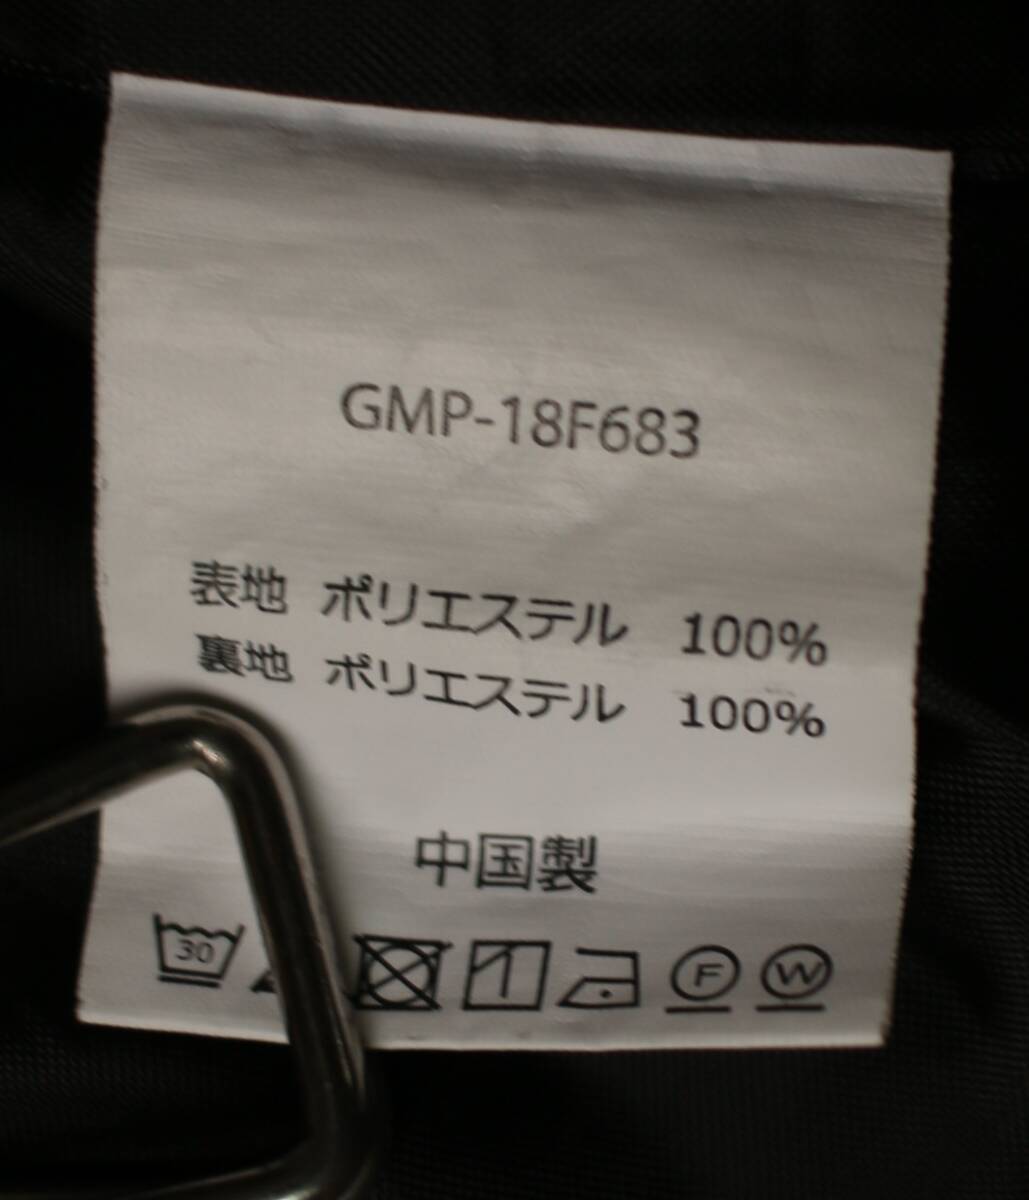 GMP-18F683
表地 ポリエステル 100%
裏地 ポリエステル 100%
中国製
30 F W